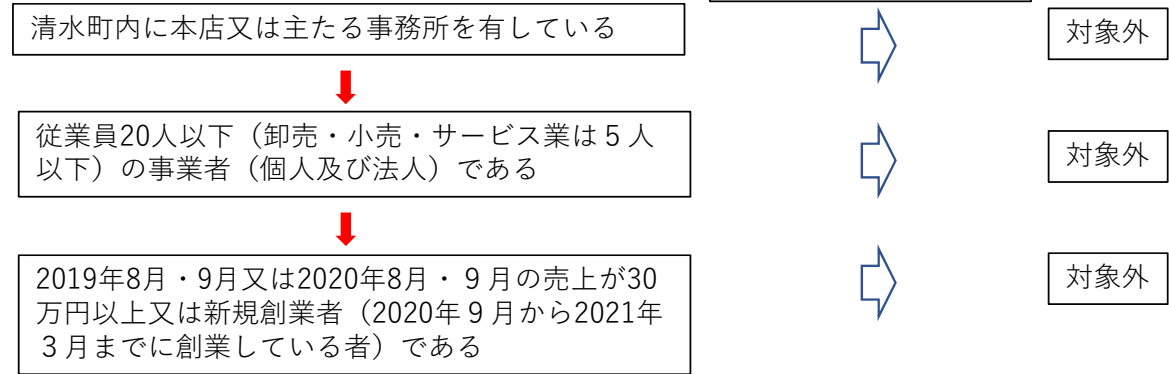 清水町内に本店又は主たる事務所を有している
対象外
従業員20人以下（卸売・小売・サービス業は５人
以下）の事業者（個人及び法人）である
対象外
2019年8月・9月又は2020年8月・９月の売上が30
万円以上又は新規創業者（2020年９月から2021年
３月までに創業している者）である
対象外